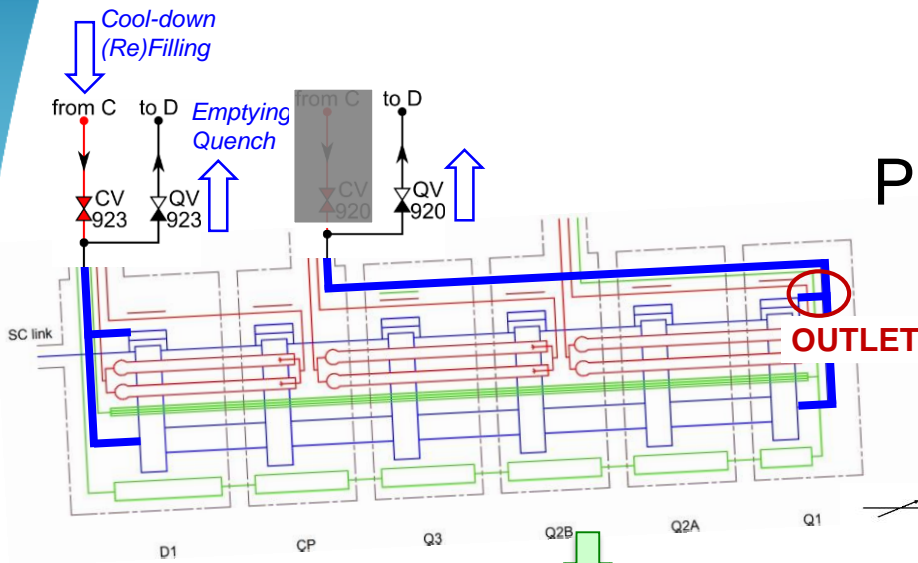 Cool-down
(Re)Filling
from C
to D
Emptying
Quench
from C
to D
CV
923
QV
923
CV
920
QV
920
P
SC link
OUTLET
D1
CP
Q3
Q2B
Q2A
Q1